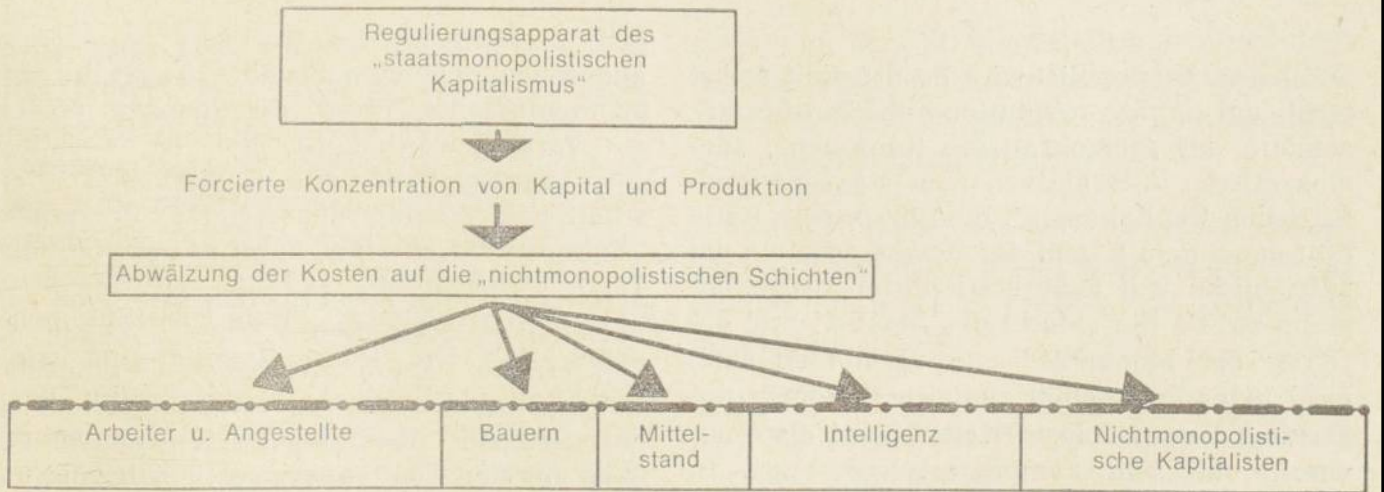 Regulierungsapparat des
„staatsmonopolistischen
Kapitalismus“
Forcierte Konzentration von Kapital und Produktion
Abwälzung der Kosten auf die „nichtmonopolistischen Schichten“
Arbeiter u. Angestellte
Bauern
Mittel-
stand
Intelligenz
Nichtmonopolisti-
sche Kapitalisten